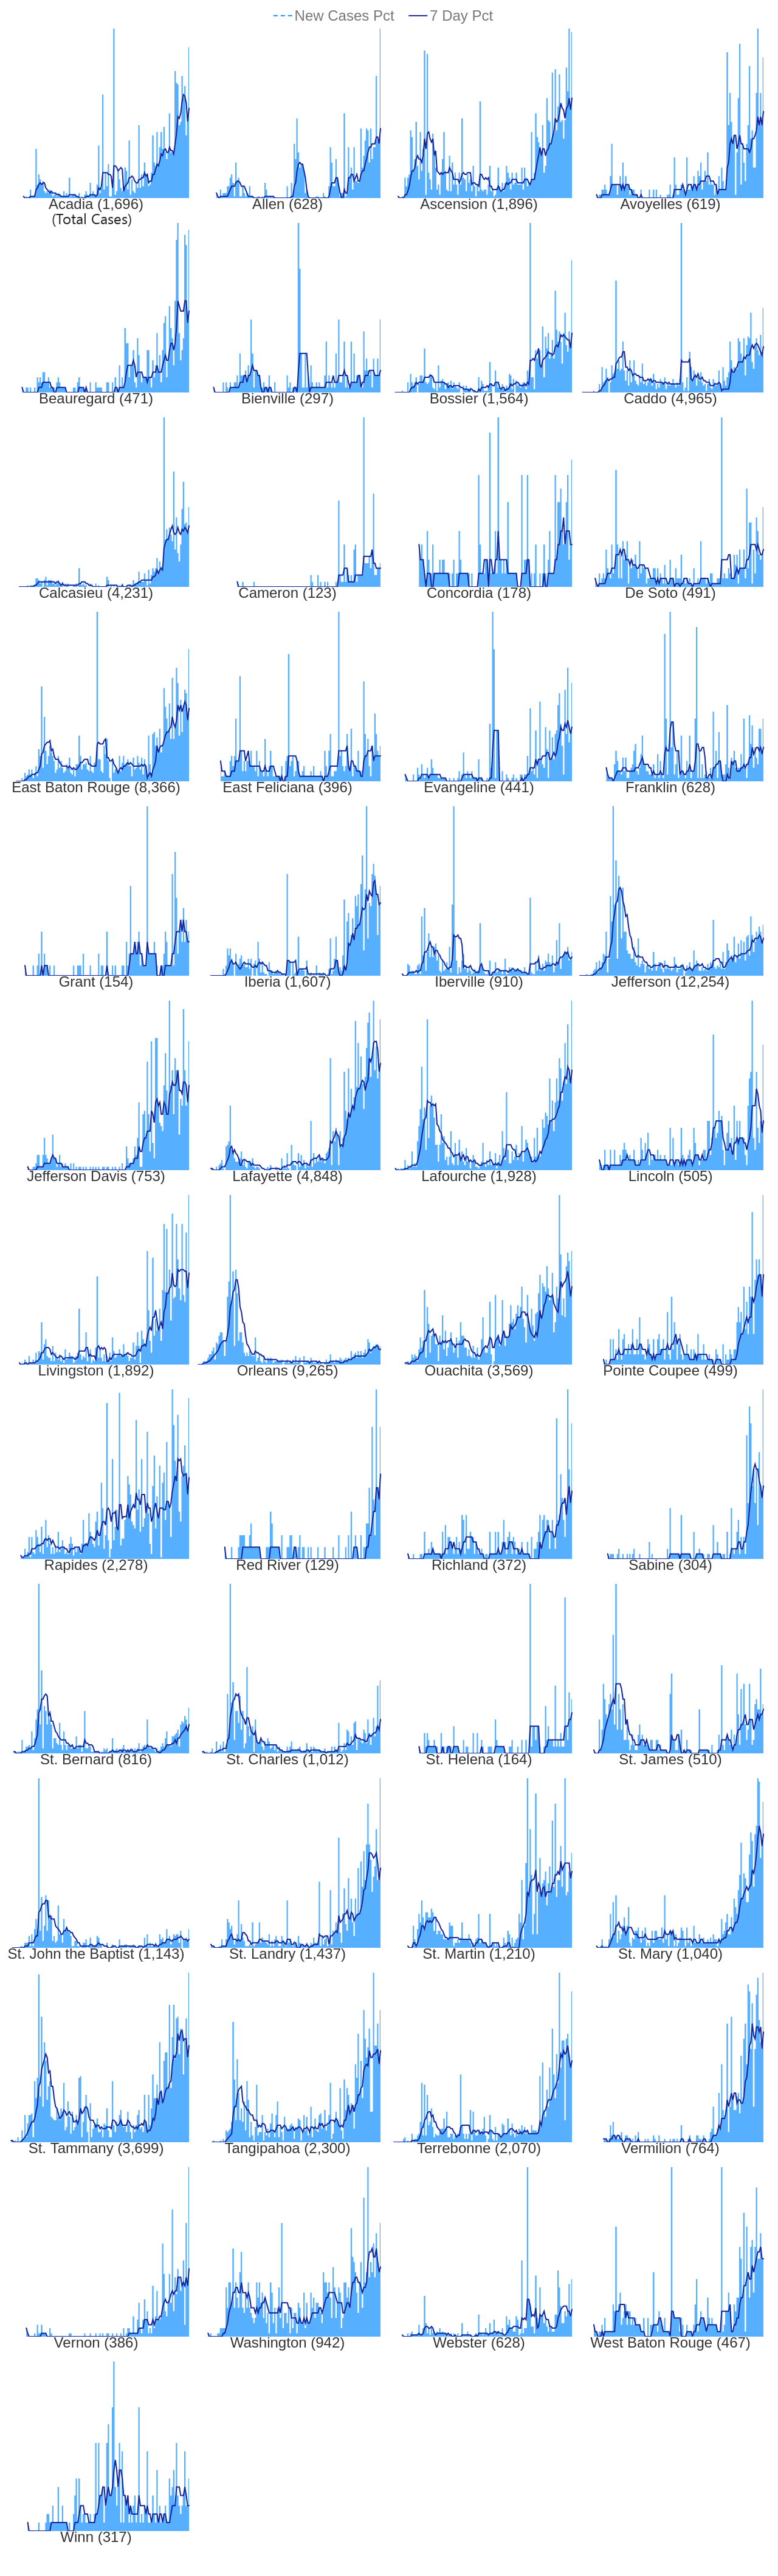 New Cases Pct 7 Day Pct
Acadia (1,696) Allen (628) Ascension (1,896) Avoyelles (619)
(Total Cases)
Beauregard (471) Bienville (297) Bossier (1,564) Caddo (4,965)
Calcasieu (4,231) Cameron (123) Concordia (178) De Soto (491)
East Baton Rouge (8,366) East Feliciana (396) Evangeline (441) Franklin (628)
Grant (154) Iberia (1,607) Iberville (910) Jefferson (12,254)
Jefferson Davis (753) Lafayette (4,848) Lafourche (1,928) Lincoln (505)
Livingston (1,892) Orleans (9,265) Ouachita (3,569) Pointe Coupee (499)
Rapides (2,278) Red River (129) Richland (372) Sabine (304)
St. Bernard (816) St. Charles (1,012) St. Helena (164) St. James (510)
St. John the Baptist (1,143) St. Landry (1,437) St. Martin (1,210) St. Mary (1,040)
St. Tammany (3,699) Tangipahoa (2,300) Terrebonne (2,070) Vermilion (764)
Vernon (386) Washington (942) Webster (628) West Baton Rouge (467)
Winn (317)